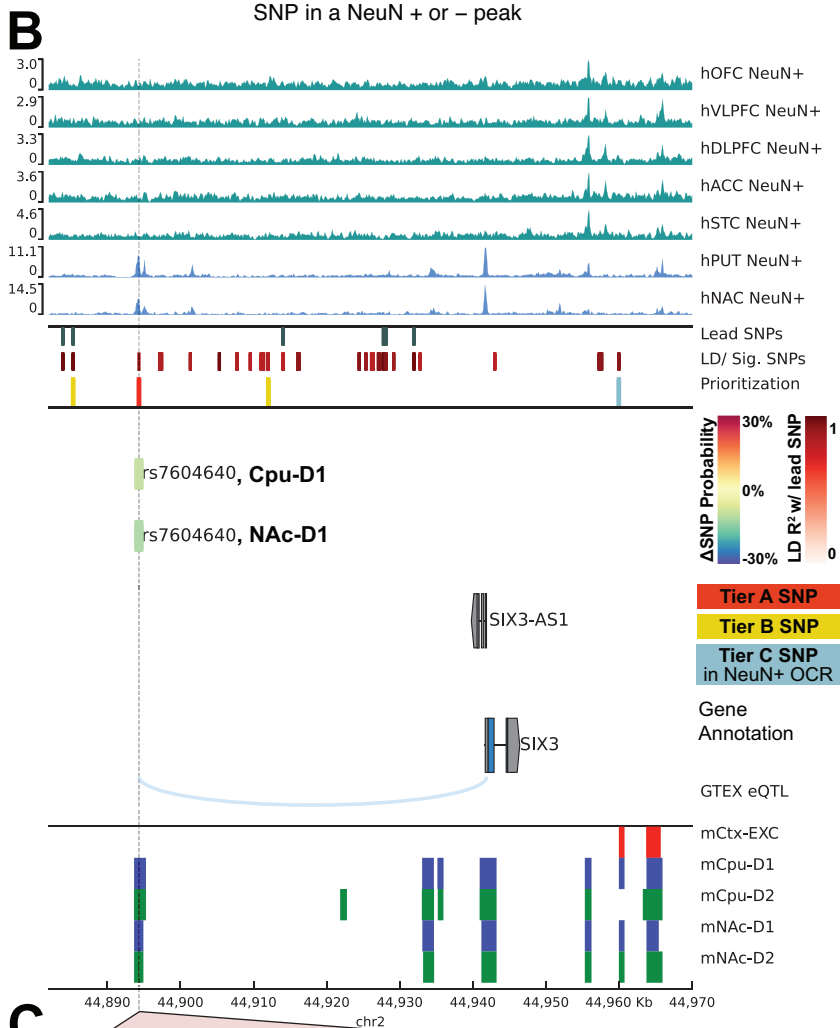 B
SNP in a NeuN + or – peak
3.0
0
hOFC NeuN+
2.9
0
hVLPFC NeuN+
3.3
0
hDLPFC NeuN+
3.6
0
hACC NeuN+
4.6
0
hSTC NeuN+
11.1
0
hPUT NeuN+
14.5
0
hNAC NeuN+
Lead SNPs
LD/ Sig. SNPs
Prioritization
rs7604640, Cpu-D1
rs7604640, NAc-D1
ΔSNP Probability
30%
0%
-30%
LD R² w/ lead SNP
1
0
Tier A SNP
Tier B SNP
Tier C SNP
in NeuN+ OCR
SIX3-AS1
Gene
Annotation
SIX3
GTEX eQTL
mCtx-EXC
mCpu-D1
mCpu-D2
mNAc-D1
mNAc-D2
44,890 44,900 44,910 44,920 44,930 44,940 44,950 44,960 Kb 44,970
chr2
C